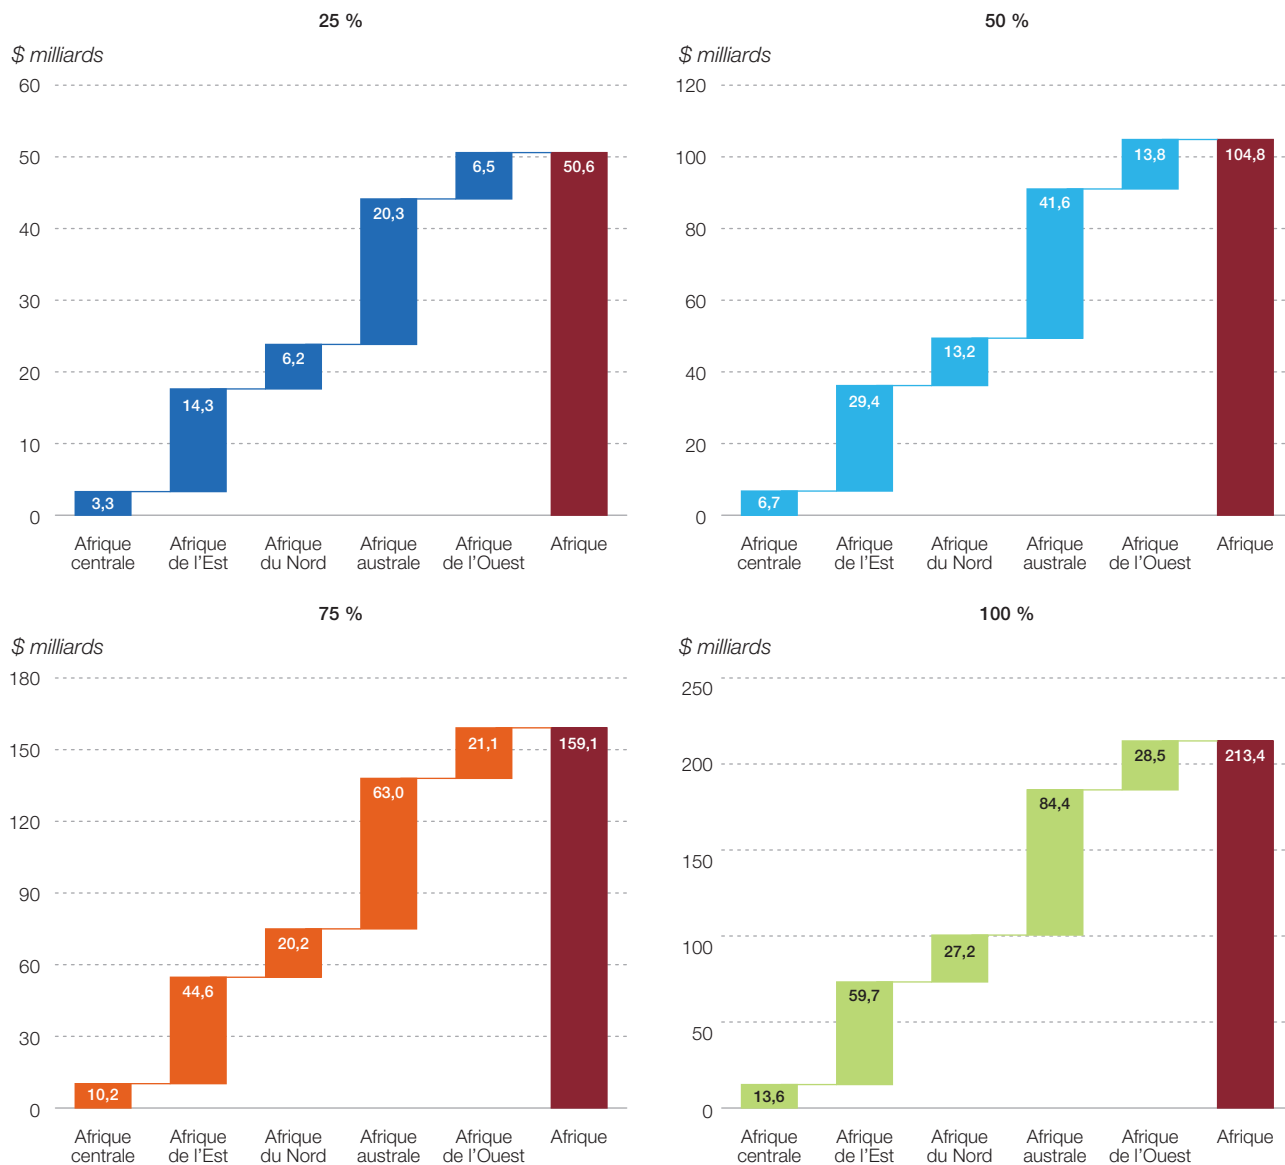 25 %
$ milliards
60
50
40
30
20
10
0
3,3
14,3
6,2
20,3
6,5
50,6
Afrique
centrale
Afrique
de l’Est
Afrique
du Nord
Afrique
australe
Afrique
de l’Ouest
Afrique
50 %
$ milliards
120
100
80
60
40
20
0
6,7
29,4
13,2
41,6
13,8
104,8
Afrique
centrale
Afrique
de l’Est
Afrique
du Nord
Afrique
australe
Afrique
de l’Ouest
Afrique
75 %
$ milliards
180
150
120
90
60
30
0
10,2
44,6
20,2
63,0
21,1
159,1
Afrique
centrale
Afrique
de l’Est
Afrique
du Nord
Afrique
australe
Afrique
de l’Ouest
Afrique
100 %
$ milliards
250
200
150
100
50
0
13,6
59,7
27,2
84,4
28,5
213,4
Afrique
centrale
Afrique
de l’Est
Afrique
du Nord
Afrique
australe
Afrique
de l’Ouest
Afrique